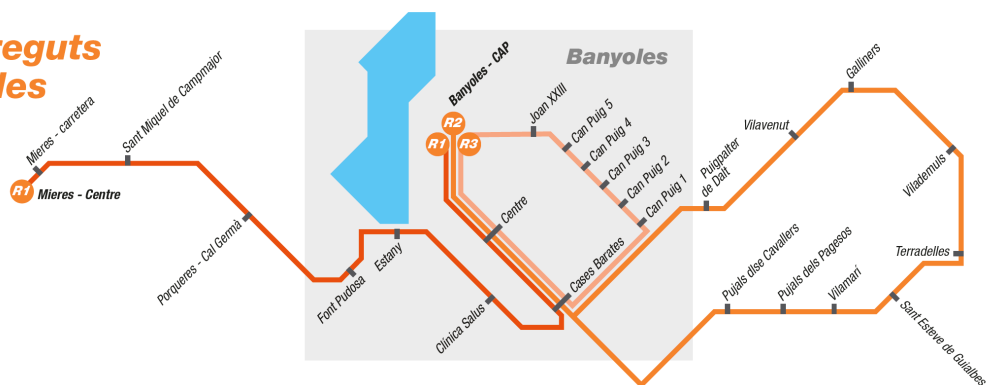 Banyoles
R1
Mieres - Centre
Mieres - carretera
Sant Miquel de Campmajor
Porqueres - Cal Germà
Font Pudosa
Estany
Clínica Salus
Banyoles - CAP
R2
R1
R3
Centre
Cases Barates
Joan XXIII
Can Puig 5
Can Puig 4
Can Puig 3
Can Puig 2
Can Puig 1
Puigpalter
de Dalt
Vilavenut
Galliners
Vilademuls
Terradelles
Sant Esteve de Guialbes
Vilamarí
Pujals dels Pagesos
Pujals dlse Cavallers